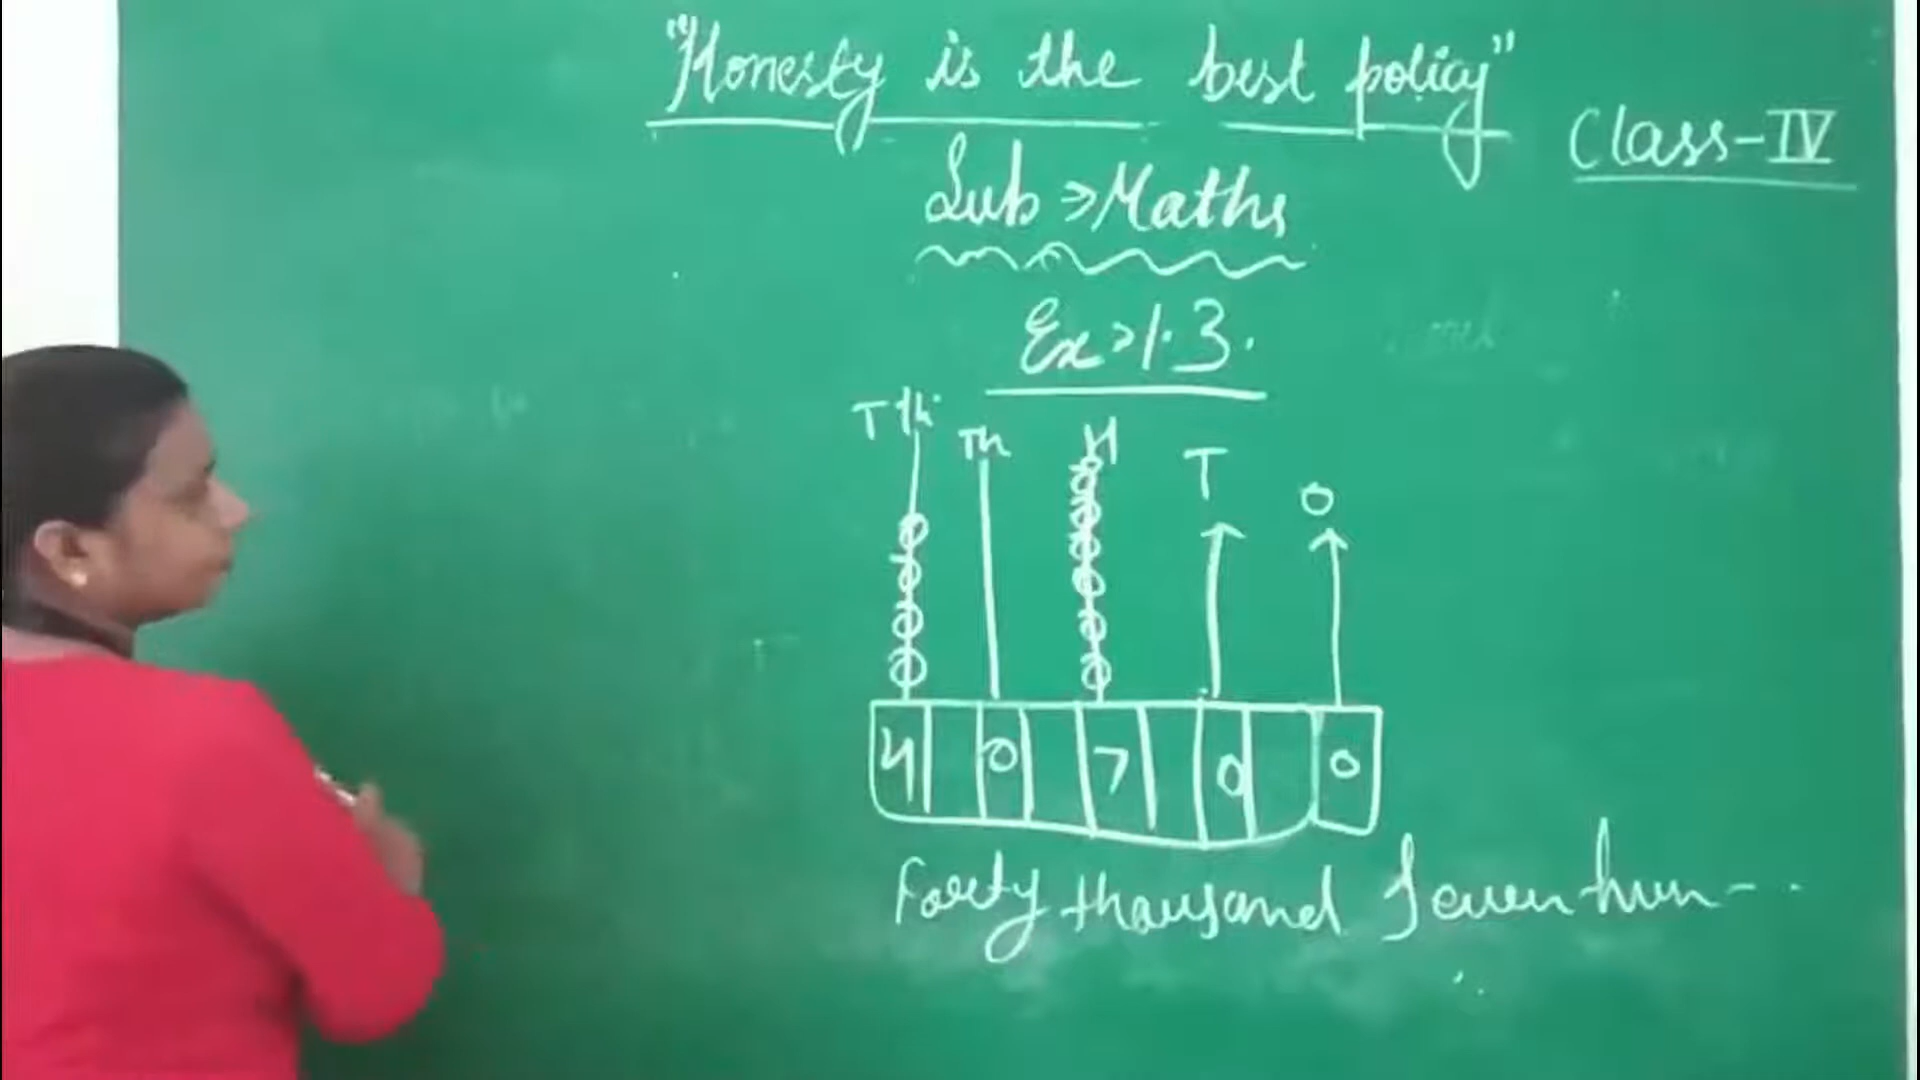 "Honesty is the best policy"
Class-IV
Sub > Maths
Ex > 1.3.
T Th Th H T O
4 0 7 0 0
Forty thousand Seven hun - - -